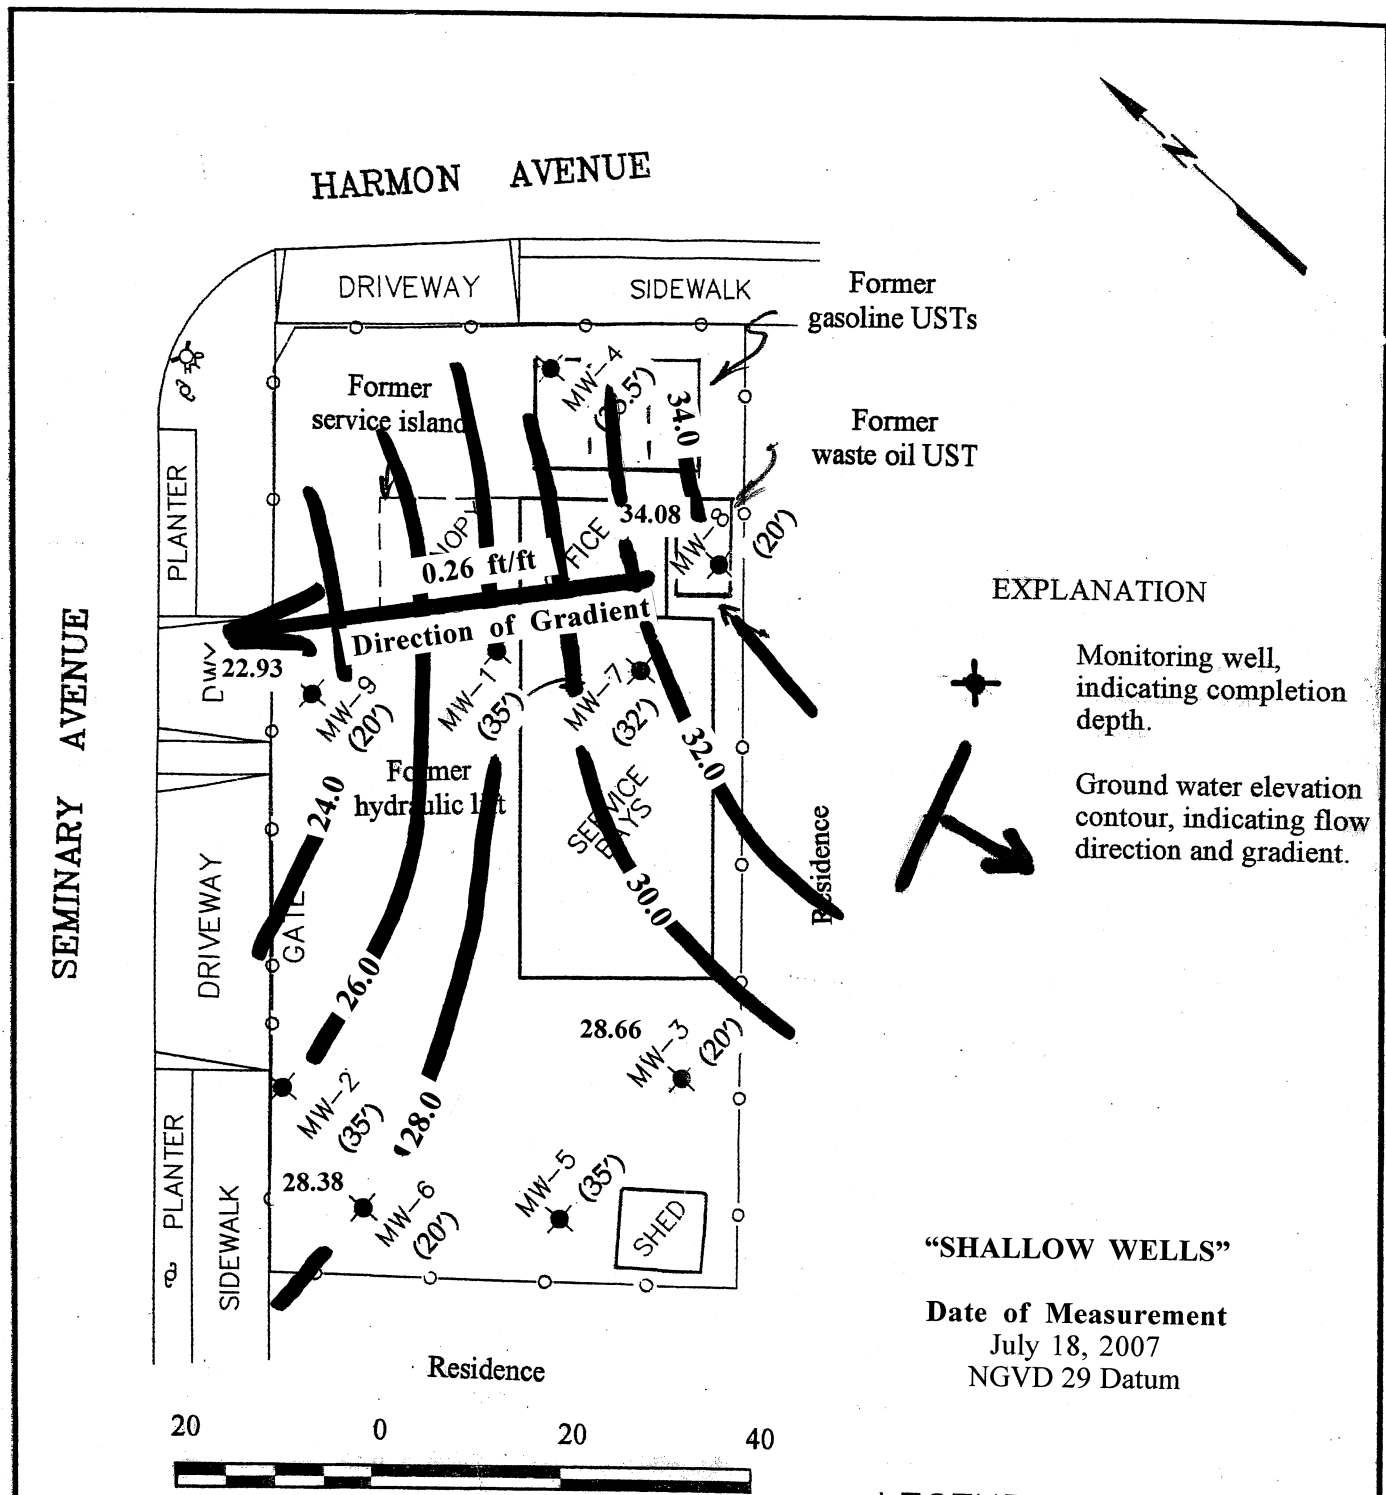 HARMON AVENUE
N
DRIVEWAY
SIDEWALK
Former
gasoline USTs
MW-4
34.0
Former
service island
Former
waste oil UST
PLANTER
34.08
MW-8
(20')
FICE
0.26 ft/ft
Direction of Gradient
EXPLANATION
Monitoring well,
indicating completion
depth.
Ground water elevation
contour, indicating flow
direction and gradient.
SEMINARY AVENUE
DWY
22.93
MW-9
(20')
MW-1
(35')
MW-7
(32')
32.0
24.0
Former
hydraulic lift
SERVICE
BAYS
Residence
DRIVEWAY
GATE
30.0
26.0
28.66
MW-3
(20')
MW-2
(35')
28.0
28.38
MW-6
(20')
MW-5
(35')
SHED
PLANTER
SIDEWALK
"SHALLOW WELLS"
Date of Measurement
July 18, 2007
NGVD 29 Datum
Residence
20 0 20 40